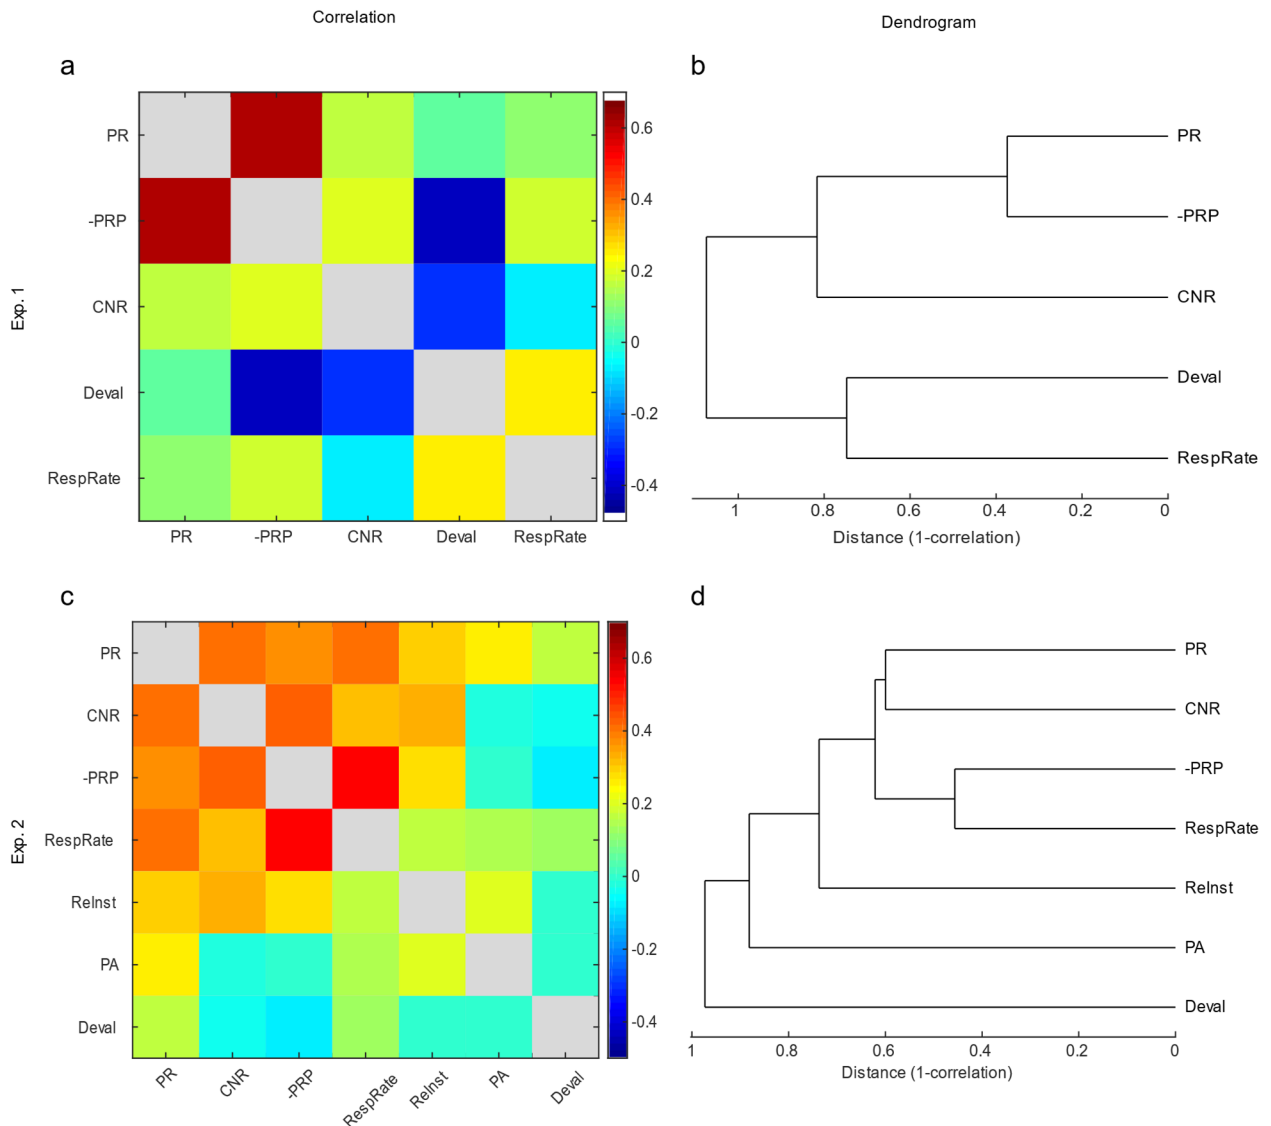 Correlation
Dendrogram
a
b
Exp. 1
PR
-PRP
CNR
Deval
RespRate
PR -PRP CNR Deval RespRate
0.6
0.4
0.2
0
-0.2
-0.4
PR
-PRP
CNR
Deval
RespRate
1 0.8 0.6 0.4 0.2 0
Distance (1-correlation)
c
d
Exp. 2
PR
CNR
-PRP
RespRate
ReInst
PA
Deval
PR CNR -PRP RespRate ReInst PA Deval
0.6
0.4
0.2
0
-0.2
-0.4
PR
CNR
-PRP
RespRate
ReInst
PA
Deval
1 0.8 0.6 0.4 0.2 0
Distance (1-correlation)